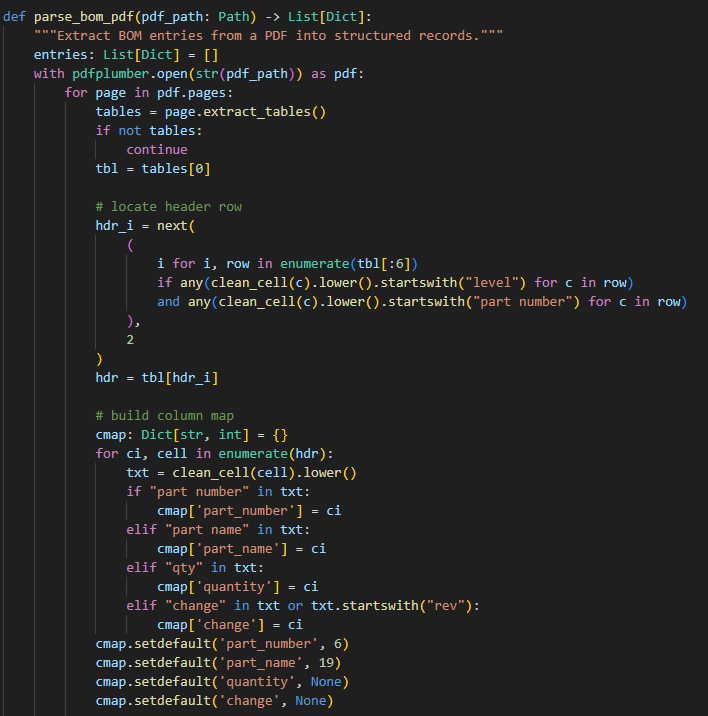 def parse_bom_pdf(pdf_path: Path) -> List[Dict]:
    """Extract BOM entries from a PDF into structured records."""
    entries: List[Dict] = []
    with pdfplumber.open(str(pdf_path)) as pdf:
        for page in pdf.pages:
            tables = page.extract_tables()
            if not tables:
                continue
            tbl = tables[0]

            # locate header row
            hdr_i = next(
                (
                    i for i, row in enumerate(tbl[:6])
                    if any(clean_cell(c).lower().startswith("level") for c in row)
                    and any(clean_cell(c).lower().startswith("part number") for c in row)
                ),
                2
            )
            hdr = tbl[hdr_i]

            # build column map
            cmap: Dict[str, int] = {}
            for ci, cell in enumerate(hdr):
                txt = clean_cell(cell).lower()
                if "part number" in txt:
                    cmap['part_number'] = ci
                elif "part name" in txt:
                    cmap['part_name'] = ci
                elif "qty" in txt:
                    cmap['quantity'] = ci
                elif "change" in txt or txt.startswith("rev"):
                    cmap['change'] = ci
            cmap.setdefault('part_number', 6)
            cmap.setdefault('part_name', 19)
            cmap.setdefault('quantity', None)
            cmap.setdefault('change', None)